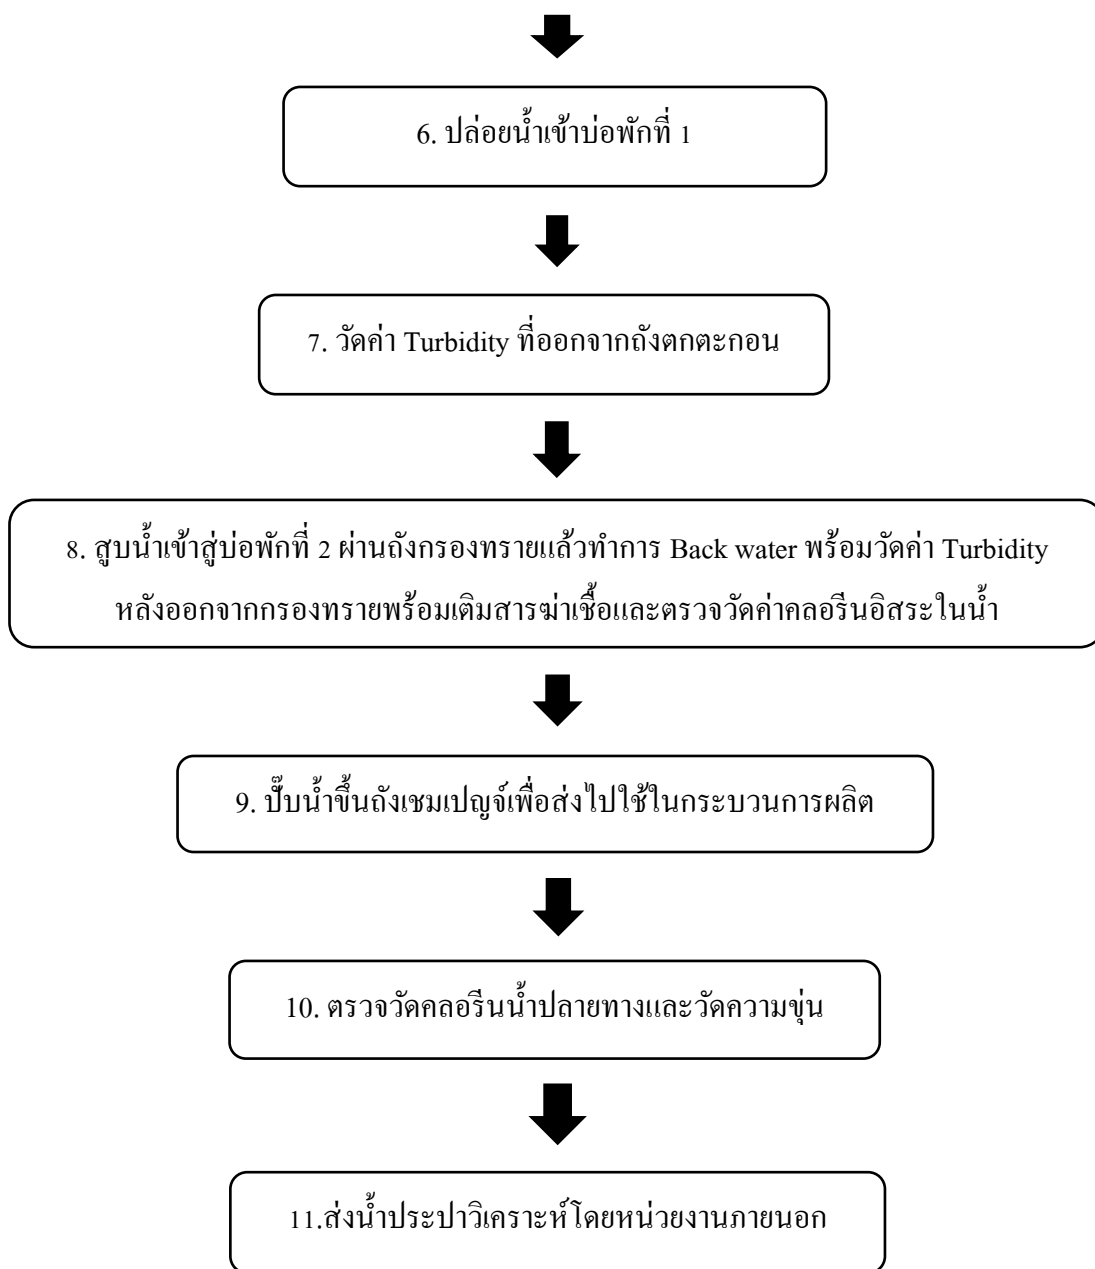 6. ปล่อยน้ำเข้าบ่อพักที่ 1
7. วัดค่า Turbidity ที่ออกจากถังตกตะกอน
8. สูบน้ำเข้าสู่บ่อพักที่ 2 ผ่านถังกรองทรายแล้วทำการ Back water พร้อมวัดค่า Turbidity
หลังออกจากกรองทรายพร้อมเติมสารฆ่าเชื้อและตรวจวัดค่าคลอรีนอิสระในน้ำ
9. ปั๊บน้ำขึ้นถังเชมเปญจ์เพื่อส่งไปใช้ในกระบวนการผลิต
10. ตรวจวัดคลอรีนน้ำปลายทางและวัดความขุ่น
11.ส่งน้ำประปาวิเคราะห์โดยหน่วยงานภายนอก